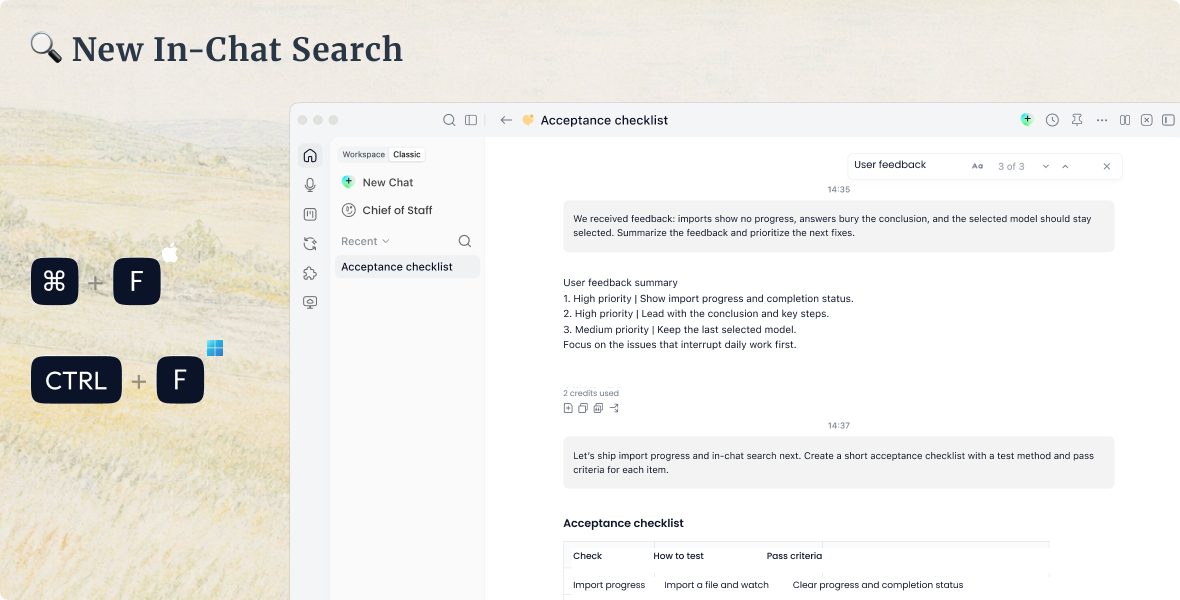 New In-Chat Search
Acceptance checklist
Workspace Classic
New Chat
Chief of Staff
Recent
Acceptance checklist
⌘ + F
CTRL + F
User feedback Aa 3 of 3
14:35
We received feedback: imports show no progress, answers bury the conclusion, and the selected model should stay
selected. Summarize the feedback and prioritize the next fixes.
User feedback summary
1. High priority | Show import progress and completion status.
2. High priority | Lead with the conclusion and key steps.
3. Medium priority | Keep the last selected model.
Focus on the issues that interrupt daily work first.
2 credits used
14:37
Let's ship import progress and in-chat search next. Create a short acceptance checklist with a test method and pass
criteria for each item.
Acceptance checklist
Check How to test Pass criteria
Import progress Import a file and watch Clear progress and completion status